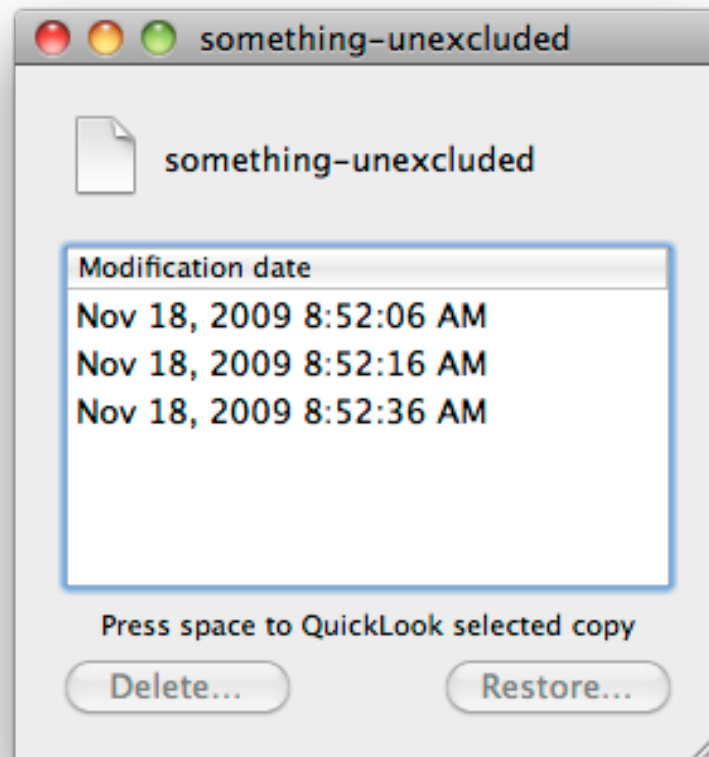 something-unexcluded
something-unexcluded
Modification date
Nov 18, 2009 8:52:06 AM
Nov 18, 2009 8:52:16 AM
Nov 18, 2009 8:52:36 AM
Press space to QuickLook selected copy
Delete... Restore...